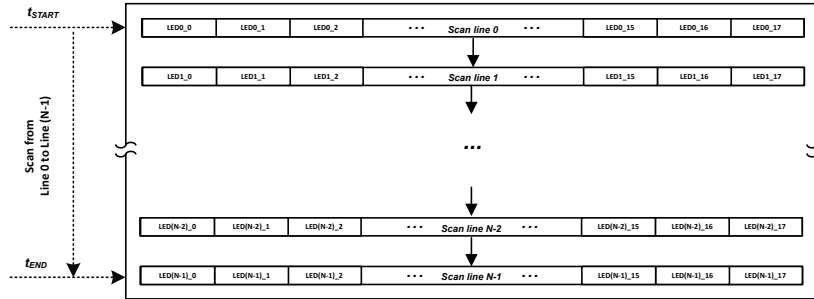 t_START
LED0_0 LED0_1 LED0_2 ··· Scan line 0 ··· LED0_15 LED0_16 LED0_17
LED1_0 LED1_1 LED1_2 ··· Scan line 1 ··· LED1_15 LED1_16 LED1_17
Scan from
Line 0 to Line (N-1)
...
LED(N-2)_0 LED(N-2)_1 LED(N-2)_2 ··· Scan line N-2 ··· LED(N-2)_15 LED(N-2)_16 LED(N-2)_17
t_END
LED(N-1)_0 LED(N-1)_1 LED(N-1)_2 ··· Scan line N-1 ··· LED(N-1)_15 LED(N-1)_16 LED(N-1)_17